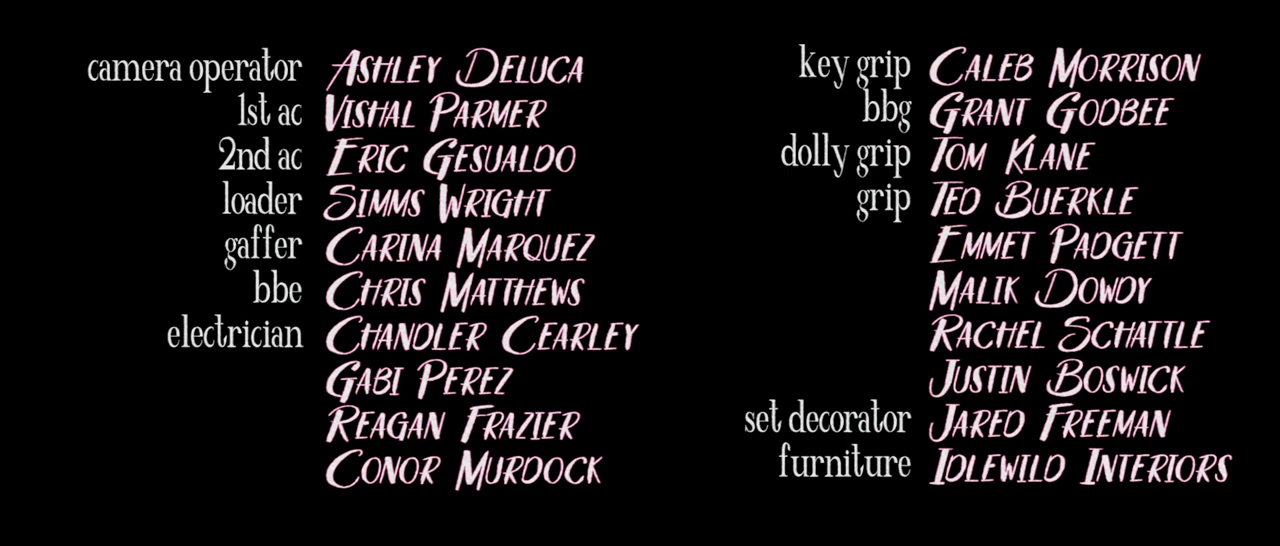 camera operator ASHLEY DELUCA
1st ac VISHAL PARMER
2nd ac ERIC GESUALDO
loader SIMMS WRIGHT
gaffer CARINA MARQUEZ
bbe CHRIS MATTHEWS
electrician CHANDLER CEARLEY
GABI PEREZ
REAGAN FRAZIER
CONOR MURDOCK
key grip CALEB MORRISON
bbg GRANT GODBEE
dolly grip TOM KLANE
grip TED BUERKLE
EMMET PADGETT
MALIK DOWDY
RACHEL SCHATTLE
JUSTIN BOSWICK
set decorator JARED FREEMAN
furniture IDLEWILD INTERIORS